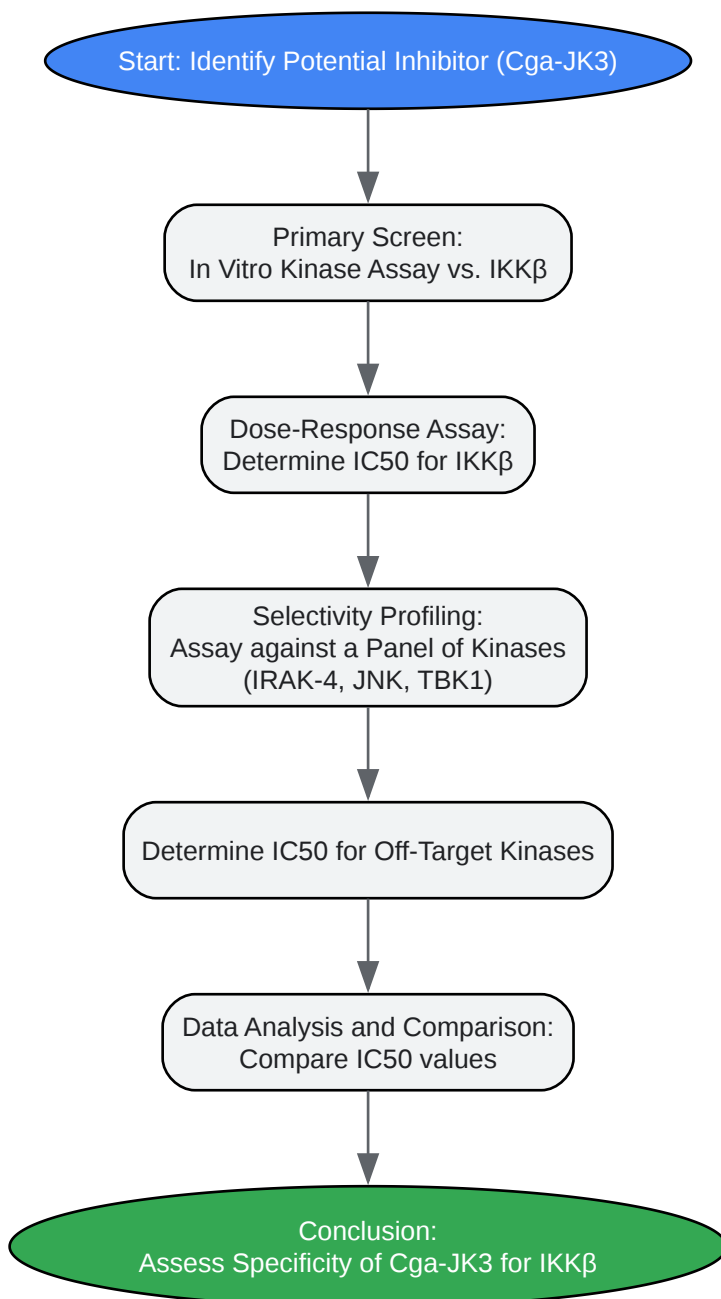 Start: Identify Potential Inhibitor (Cga-JK3)
Primary Screen:
In Vitro Kinase Assay vs. IKKβ
Dose-Response Assay:
Determine IC50 for IKKβ
Selectivity Profiling:
Assay against a Panel of Kinases
(IRAK-4, JNK, TBK1)
Determine IC50 for Off-Target Kinases
Data Analysis and Comparison:
Compare IC50 values
Conclusion:
Assess Specificity of Cga-JK3 for IKKβ